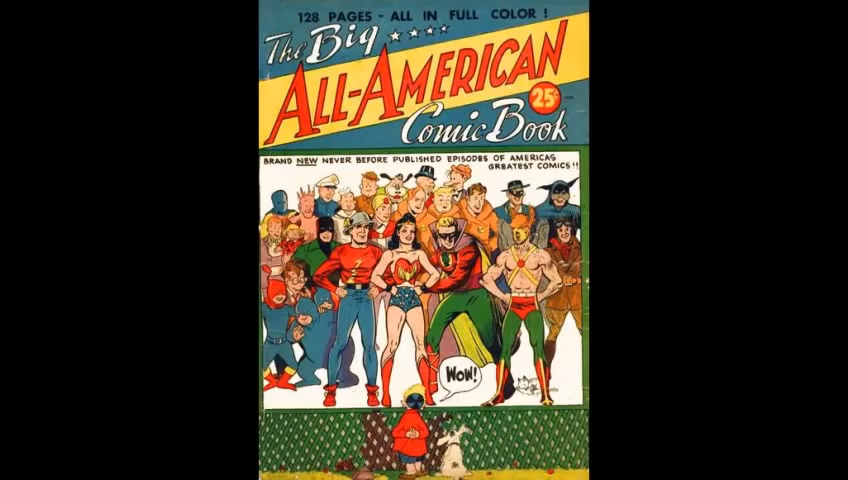 128 PAGES - ALL IN FULL COLOR!
The Big
ALL-AMERICAN
25¢
Comic Book
BRAND NEW NEVER BEFORE PUBLISHED EPISODES OF AMERICAS
GREATEST COMICS!!
WOW!